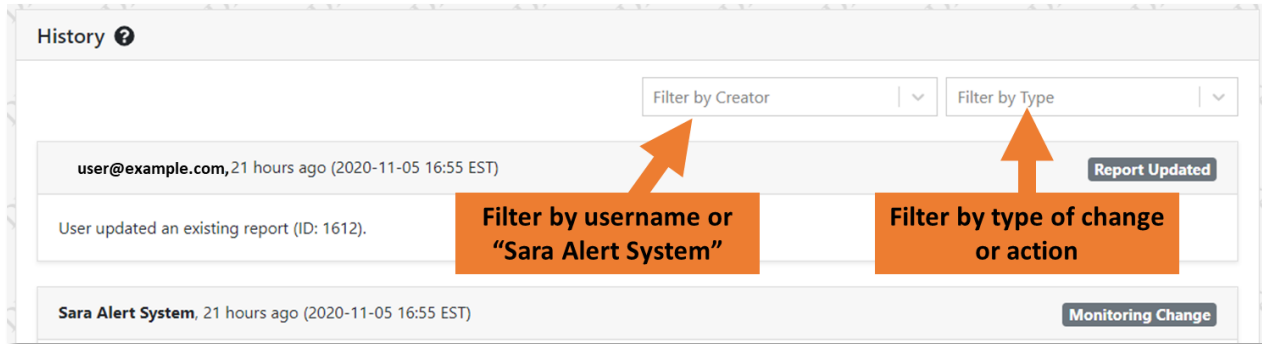 History ?
Filter by Creator
Filter by Type
user@example.com, 21 hours ago (2020-11-05 16:55 EST)
Report Updated
User updated an existing report (ID: 1612).
Filter by username or
“Sara Alert System”
Filter by type of change
or action
Sara Alert System, 21 hours ago (2020-11-05 16:55 EST)
Monitoring Change